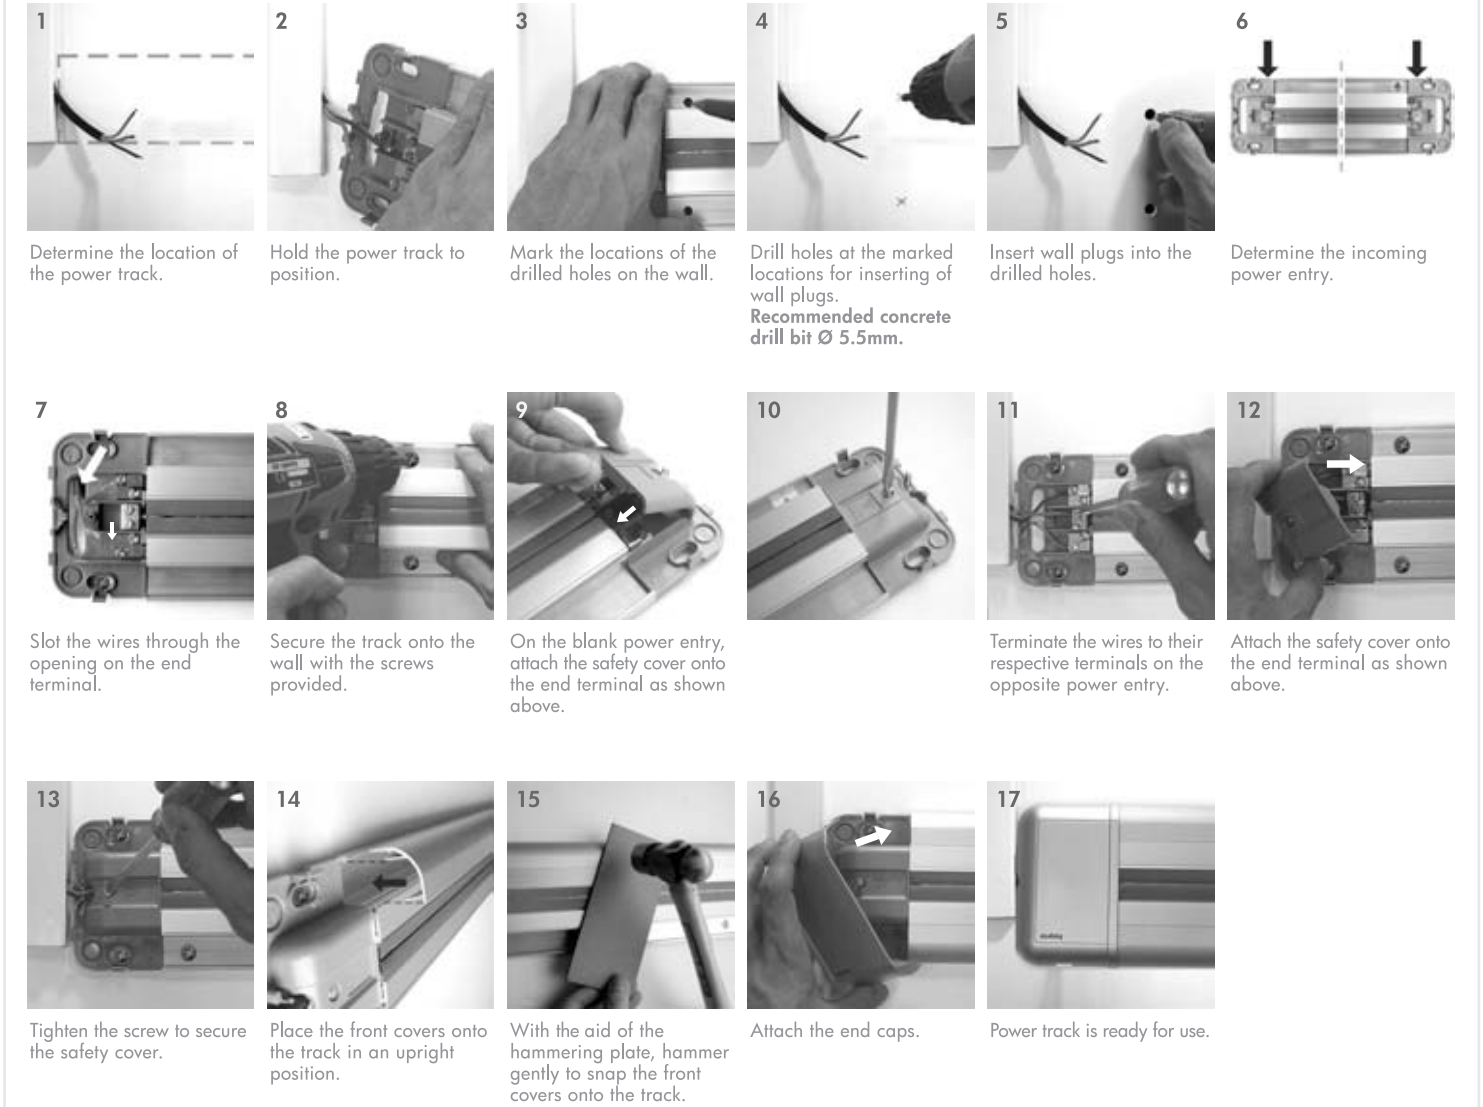 1
Determine the location of
the power track.
2
Hold the power track to
position.
3
Mark the locations of the
drilled holes on the wall.
4
Drill holes at the marked
locations for inserting of
wall plugs.
Recommended concrete
drill bit Ø 5.5mm.
5
Insert wall plugs into the
drilled holes.
6
Determine the incoming
power entry.
7
Slot the wires through the
opening on the end
terminal.
8
Secure the track onto the
wall with the screws
provided.
9
On the blank power entry,
attach the safety cover onto
the end terminal as shown
above.
10
11
Terminate the wires to their
respective terminals on the
opposite power entry.
12
Attach the safety cover onto
the end terminal as shown
above.
13
Tighten the screw to secure
the safety cover.
14
Place the front covers onto
the track in an upright
position.
15
With the aid of the
hammering plate, hammer
gently to snap the front
covers onto the track.
16
Attach the end caps.
17
Power track is ready for use.